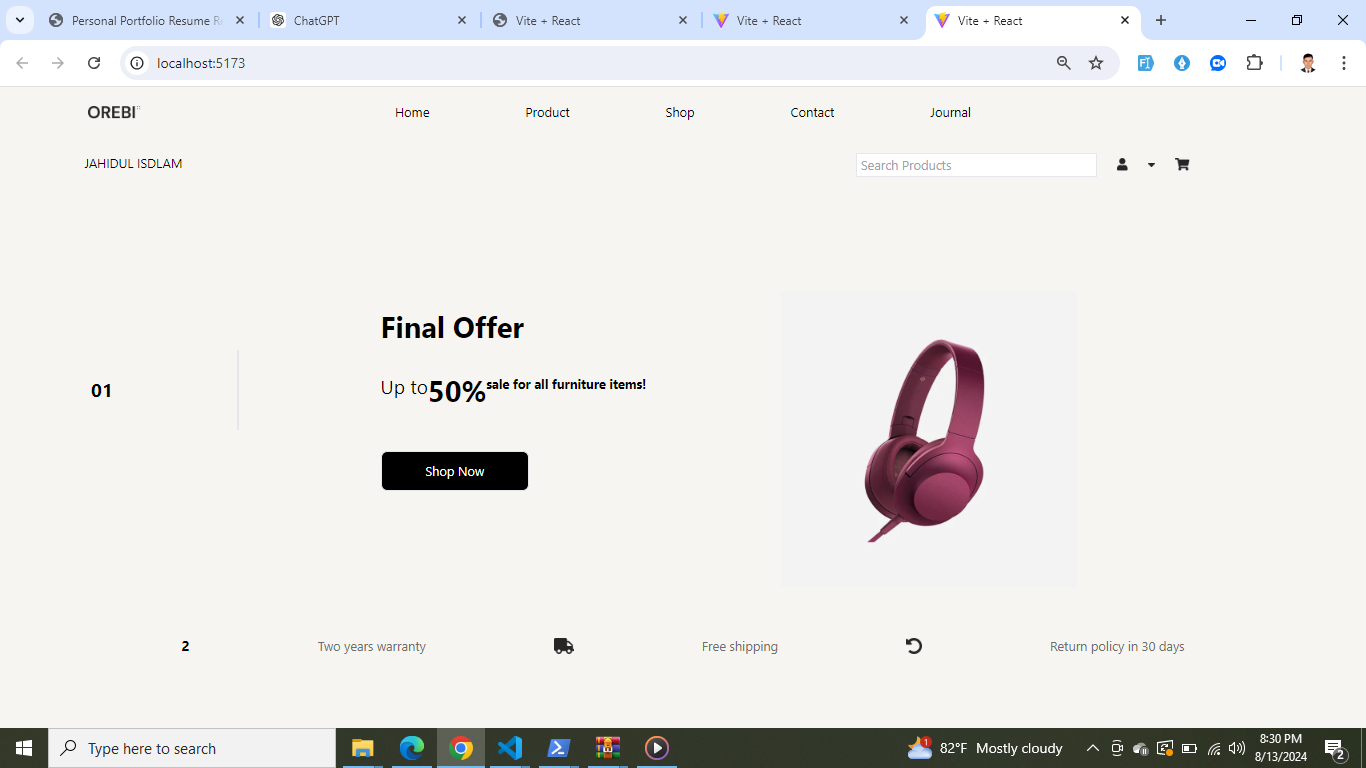 Personal Portfolio Resume Re
ChatGPT
Vite + React
Vite + React
Vite + React
localhost:5173
OREBI
Home Product Shop Contact Journal
JAHIDUL ISDLAM
Search Products
Final Offer
01
Up to50%sale for all furniture items!
Shop Now
2 Two years warranty Free shipping Return policy in 30 days
Type here to search
1
82°F Mostly cloudy
8:30 PM
8/13/2024
2